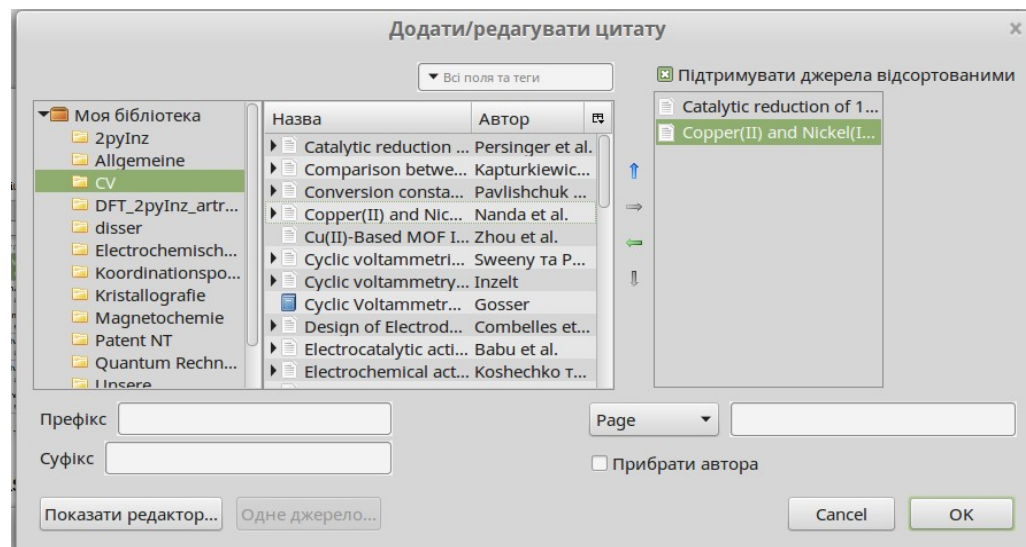 Додати/редагувати цитату
Всі поля та теги
Підтримувати джерела відсортованими
Моя бібліотека
2pyInz
Allgemeine
CV
DFT_2pyInz_artr...
disser
Electrochemisch...
Koordinationspo...
Kristallografie
Magnetochemie
Patent NT
Quantum Rechn...
Unsere
Назва Автор
Catalytic reduction ... Persinger et al.
Comparison betwe... Kapturkiewic...
Conversion consta... Pavlishchuk ...
Copper(II) and Nic... Nanda et al.
Cu(II)-Based MOF I... Zhou et al.
Cyclic voltammetri... Sweeny та P...
Cyclic voltammetry... Inzelt
Cyclic Voltammetr... Gosser
Design of Electrod... Combelles et...
Electrocatalytic acti... Babu et al.
Electrochemical act... Koshechko т...
Catalytic reduction of 1...
Copper(II) and Nickel(I...
Префікс
Page
Суфікс
Прибрати автора
Показати редактор...
Одне джерело...
Cancel
OK